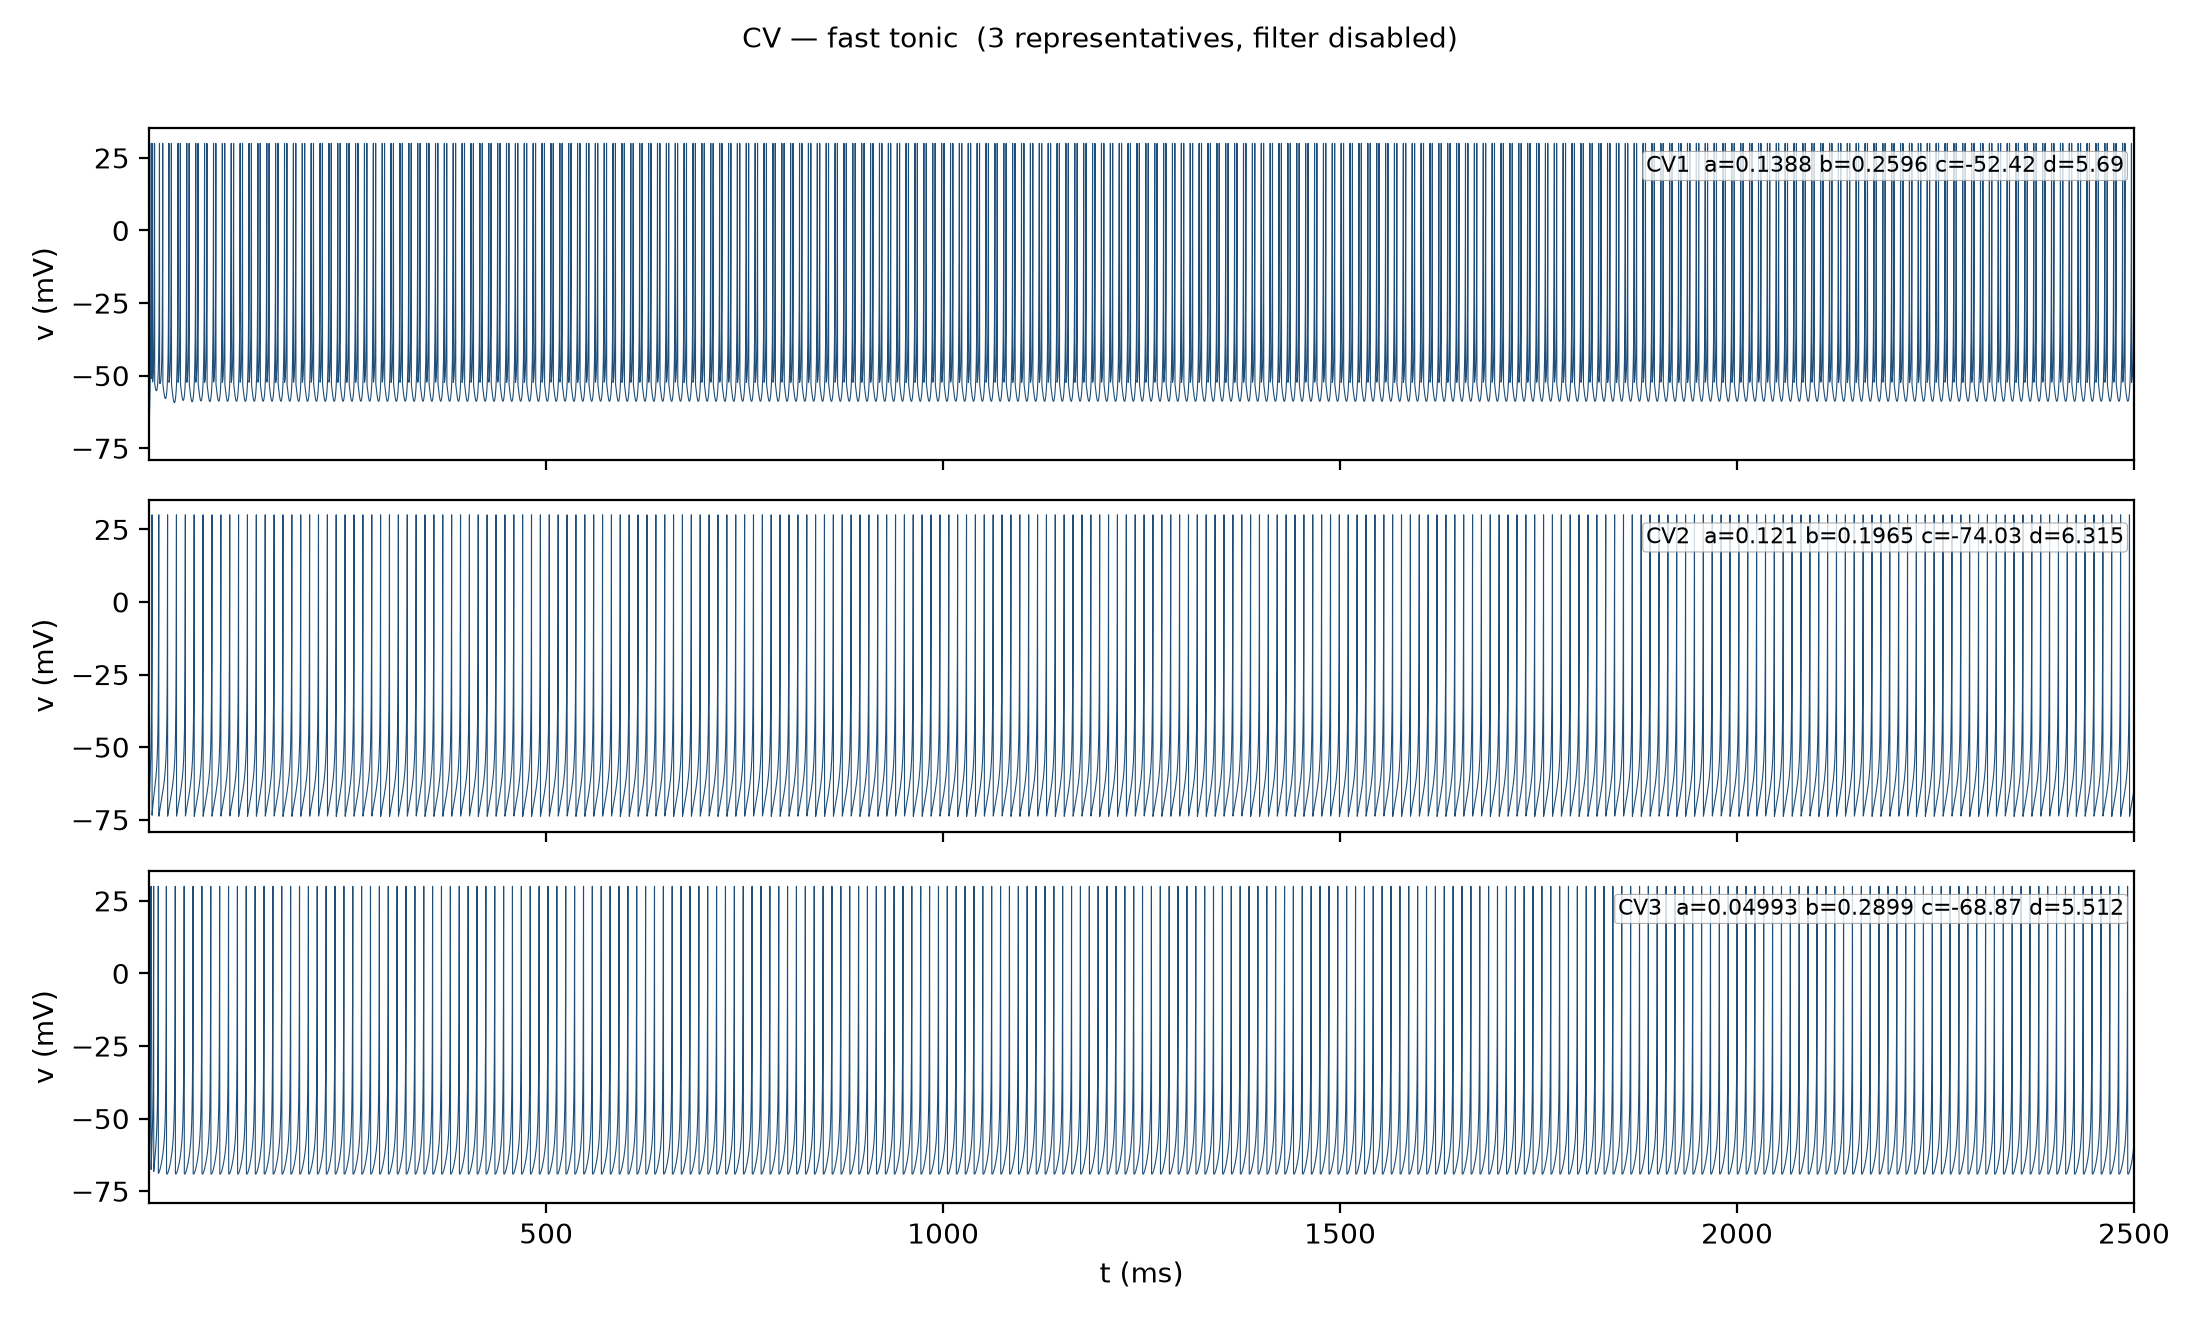 CV — fast tonic  (3 representatives, filter disabled)
25
0
−25
−50
−75
v (mV)
CV1  a=0.1388 b=0.2596 c=-52.42 d=5.69
25
0
−25
−50
−75
v (mV)
CV2  a=0.121 b=0.1965 c=-74.03 d=6.315
25
0
−25
−50
−75
v (mV)
CV3  a=0.04993 b=0.2899 c=-68.87 d=5.512
500 1000 1500 2000 2500
t (ms)